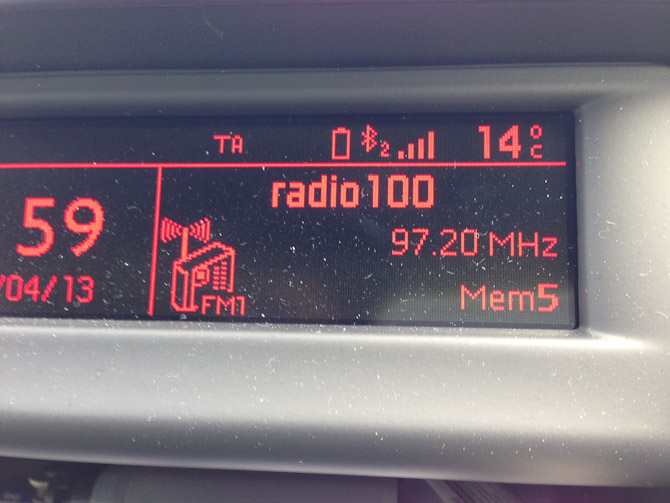 TA 2 14°C
radio100
59
97.20 MHz
/04/13
FM1
Mem5